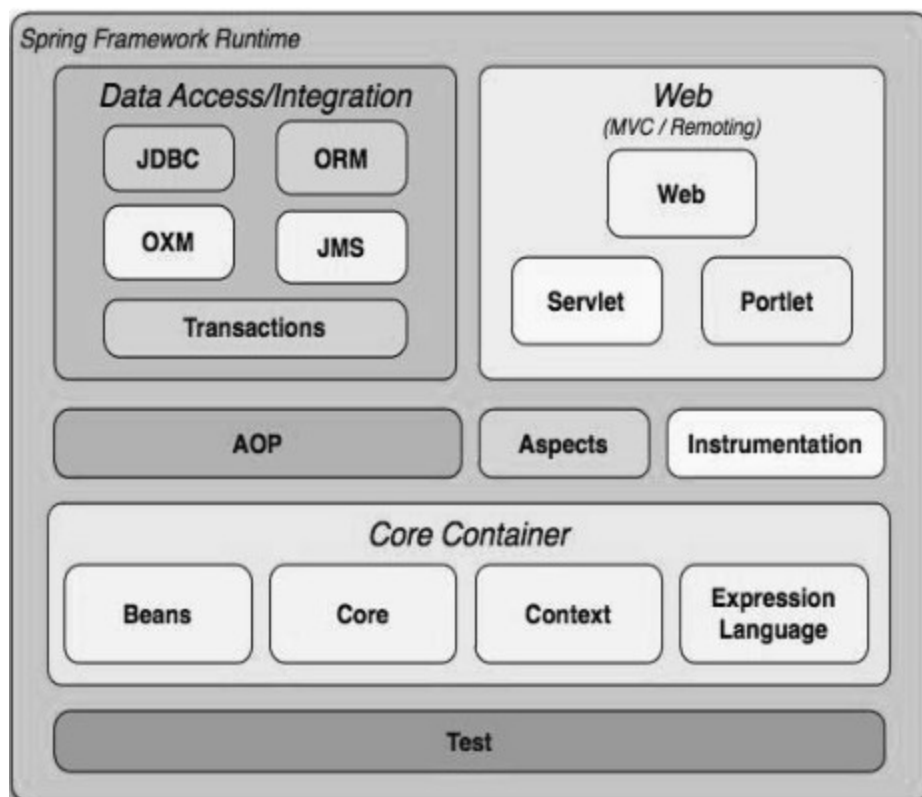 Spring Framework Runtime
Data Access/Integration
JDBC
ORM
OXM
JMS
Transactions
Web
(MVC / Remoting)
Web
Servlet
Portlet
AOP
Aspects
Instrumentation
Core Container
Beans
Core
Context
Expression
Language
Test